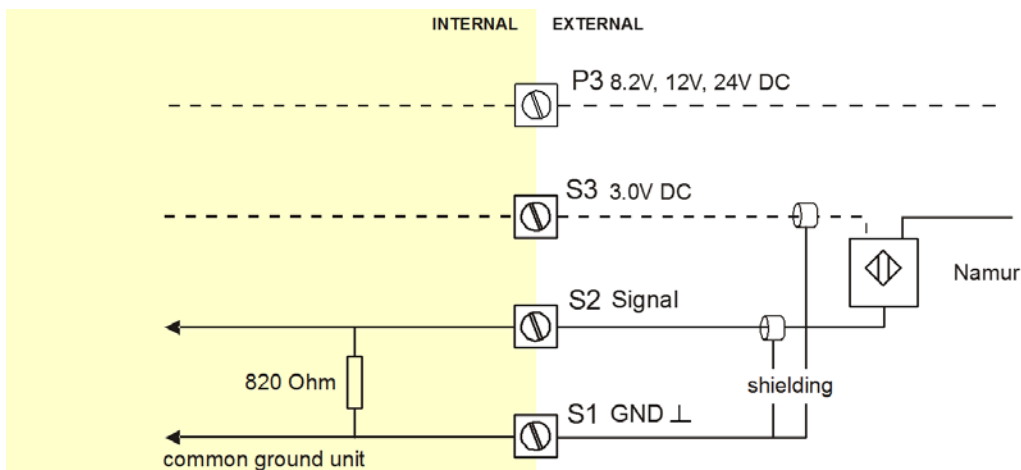 INTERNAL EXTERNAL
P3 8.2V, 12V, 24V DC
S3 3.0V DC
Namur
S2 Signal
820 Ohm
shielding
S1 GND ⊥
common ground unit